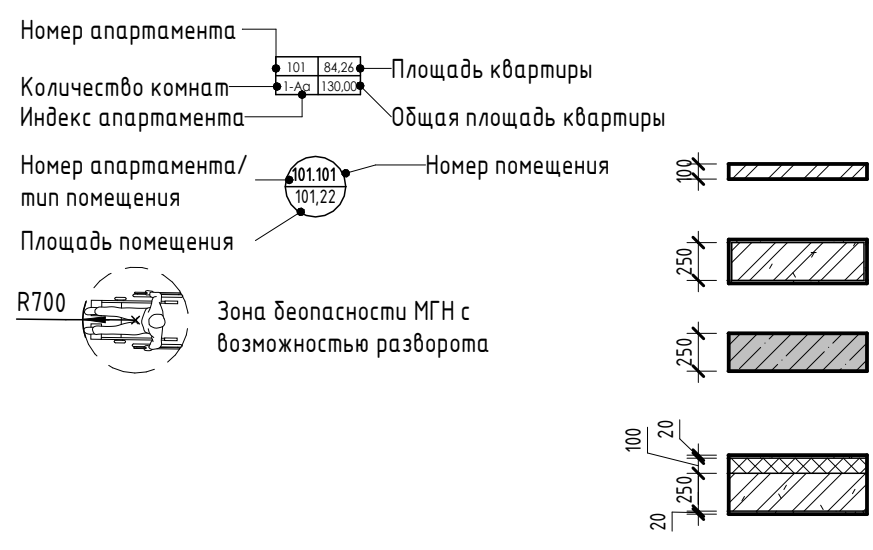 Номер апартамента
101 84,26
Площадь квартиры
Количество комнат
1-Аа 130,00
Индекс апартамента
Общая площадь квартиры
Номер апартамента/
тип помещения
101.101
101,22
Номер помещения
Площадь помещения
R700
Зона беопасности МГН с
возможностью разворота
100
250
250
100
20
250
20